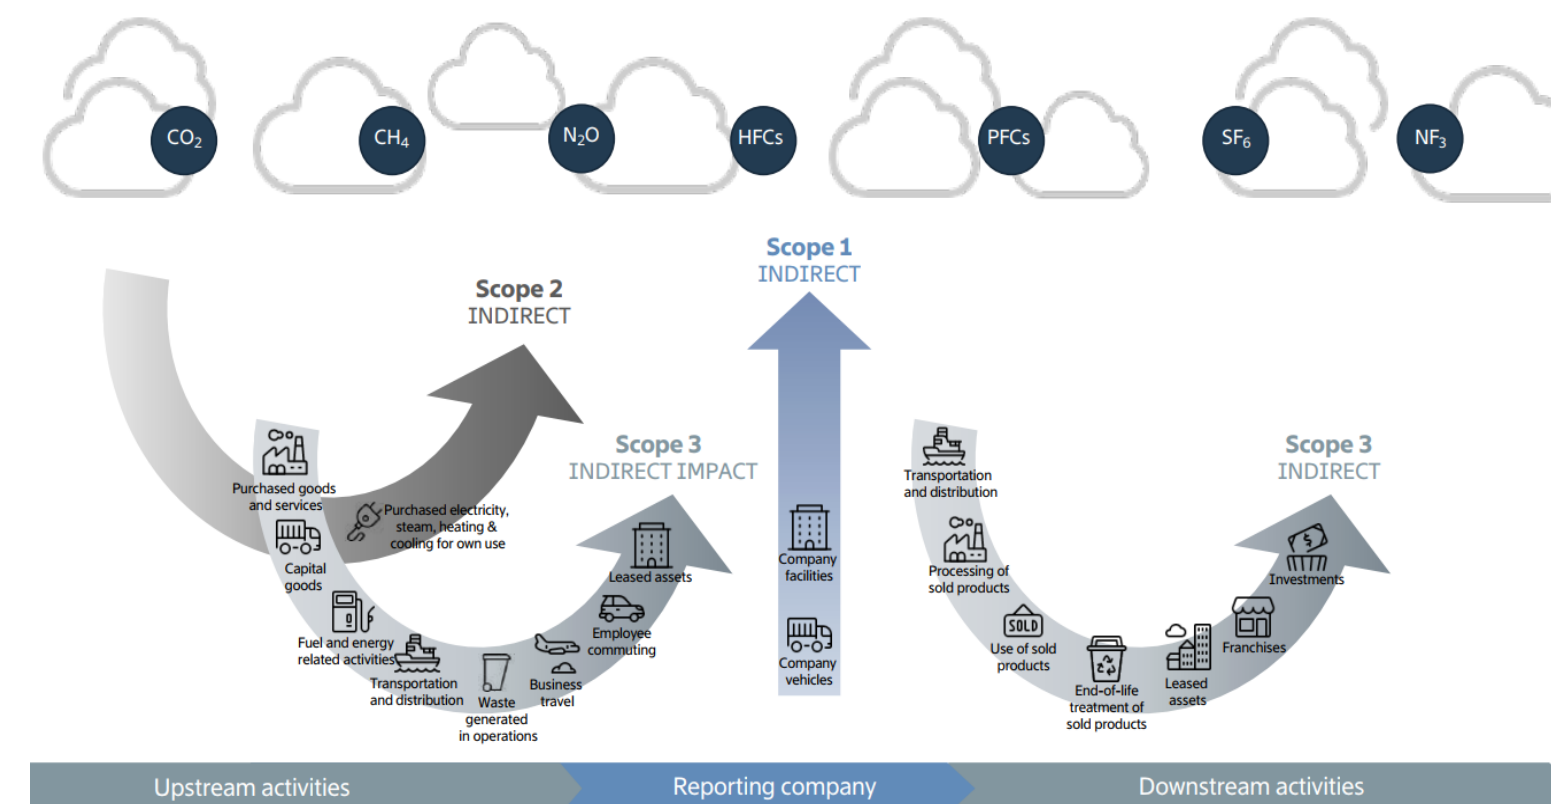 CO₂
CH₄
N₂O
HFCs
PFCs
SF₆
NF₃
Scope 1
INDIRECT
Scope 2
INDIRECT
Scope 3
INDIRECT IMPACT
Scope 3
INDIRECT
Purchased goods
and services
Capital
goods
Fuel and energy
related activities
Transportation
and distribution
Waste
generated
in operations
Business
travel
Employee
commuting
Leased assets
Purchased electricity,
steam, heating &
cooling for own use
Company
facilities
Company
vehicles
Transportation
and distribution
Processing of
sold products
SOLD
Use of sold
products
End-of-life
treatment of
sold products
Leased
assets
Franchises
$
Investments
Upstream activities
Reporting company
Downstream activities